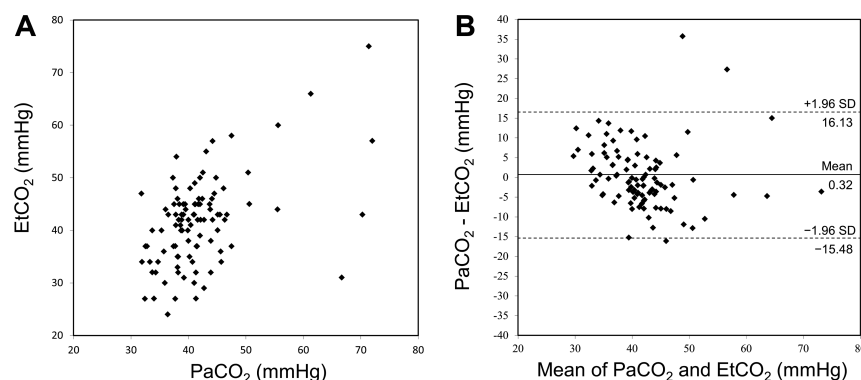 A
80
70
60
50
40
30
20
EtCO2 (mmHg)
20 30 40 50 60 70 80
PaCO2 (mmHg)
B
40
35
30
25
20
15
10
5
0
-5
-10
-15
-20
-25
-30
-35
-40
PaCO2 - EtCO2 (mmHg)
+1.96 SD
16.13
Mean
0.32
−1.96 SD
−15.48
20 30 40 50 60 70 80
Mean of PaCO2 and EtCO2 (mmHg)